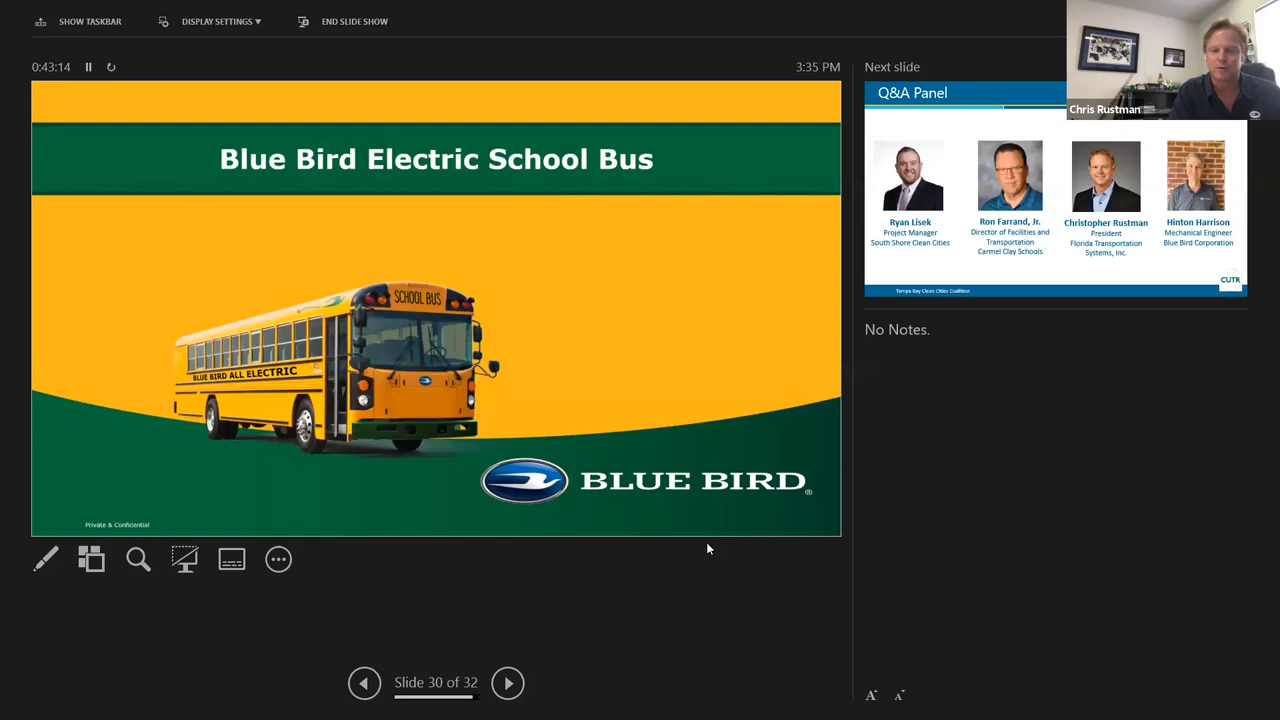 SHOW TASKBAR
DISPLAY SETTINGS ▼
END SLIDE SHOW
0:43:14
3:35 PM
Blue Bird Electric School Bus
SCHOOL BUS
BLUE BIRD ALL ELECTRIC
BLUE BIRD®
Private & Confidential
Slide 30 of 32
Next slide
Chris Rustman
Q&A Panel
Ryan Lisek
Project Manager
South Shore Clean Cities
Ron Farrand, Jr.
Director of Facilities and
Transportation
Carmel Clay Schools
Christopher Rustman
President
Florida Transportation
Systems, Inc.
Hinton Harrison
Mechanical Engineer
Blue Bird Corporation
CUTR
Tampa Bay Clean Cities Coalition
No Notes.
A A